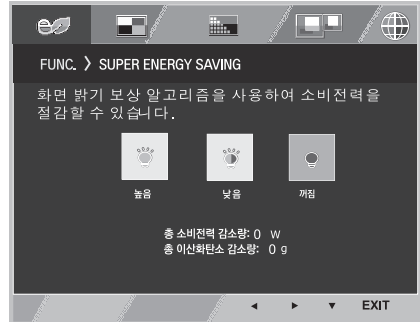 FUNC. > SUPER ENERGY SAVING
화면 밝기 보상 알고리즘을 사용하여 소비전력을
절감할 수 있습니다.
높음 낮음 꺼짐
총 소비전력 감소량: 0 W
총 이산화탄소 감소량: 0 g
EXIT